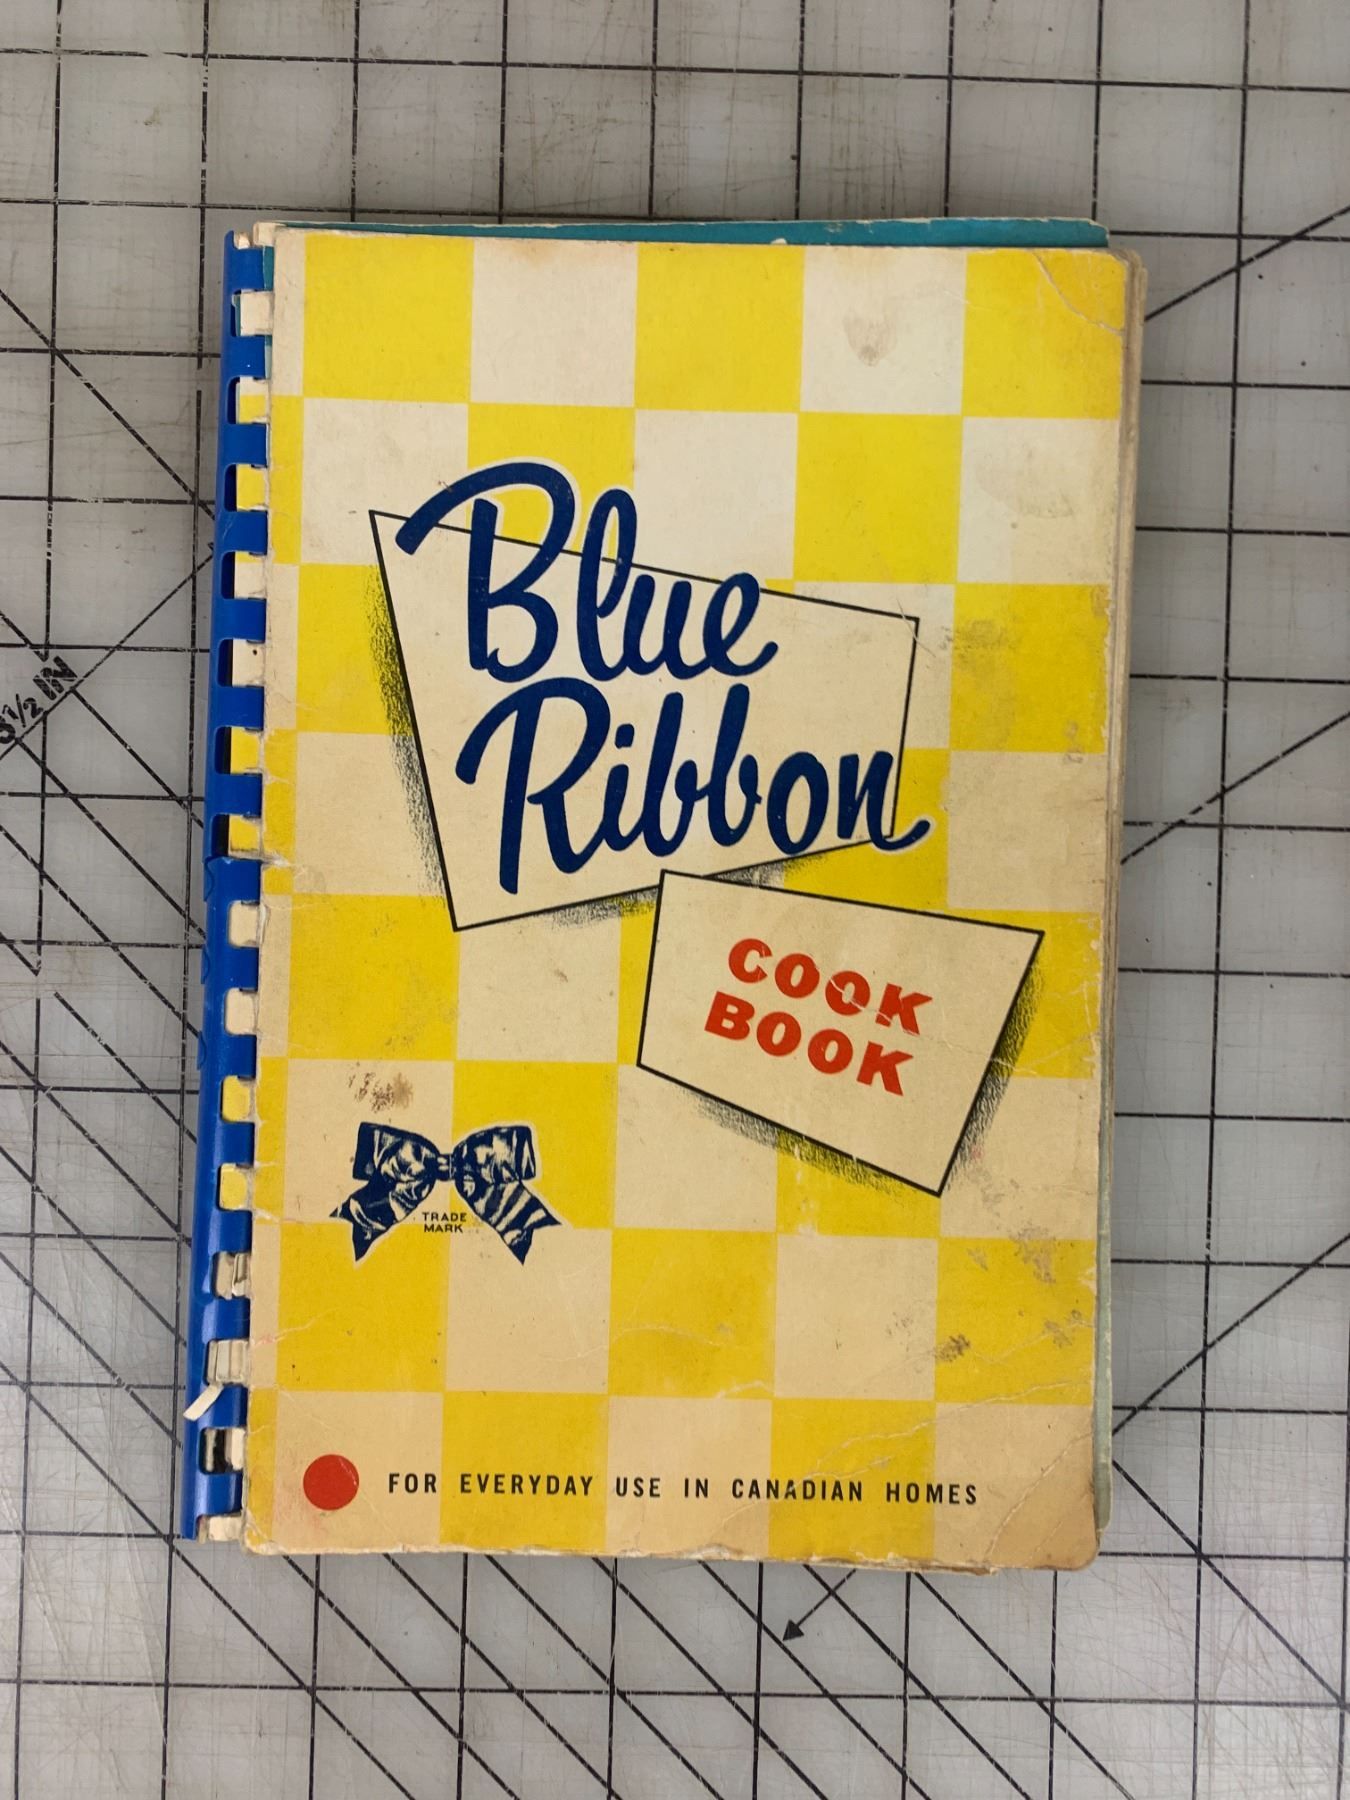 Blue
Ribbon
COOK
BOOK
TRADE
MARK
FOR EVERYDAY USE IN CANADIAN HOMES